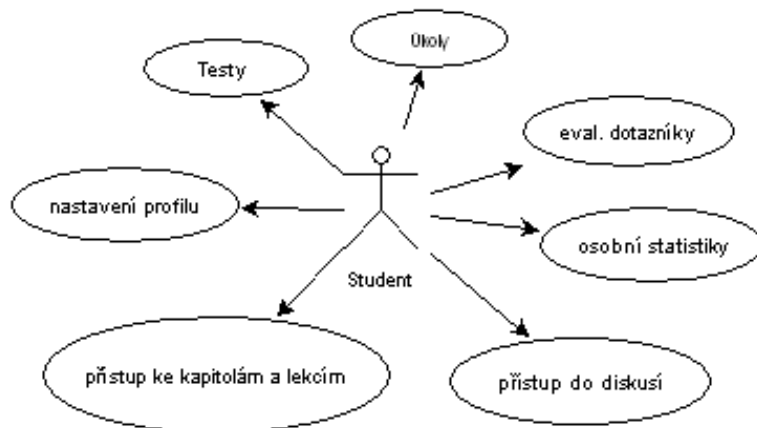 Úkoly
Testy
eval. dotazníky
nastavení profilu
osobní statistiky
Student
přístup ke kapitolám a lekcím
přístup do diskusí